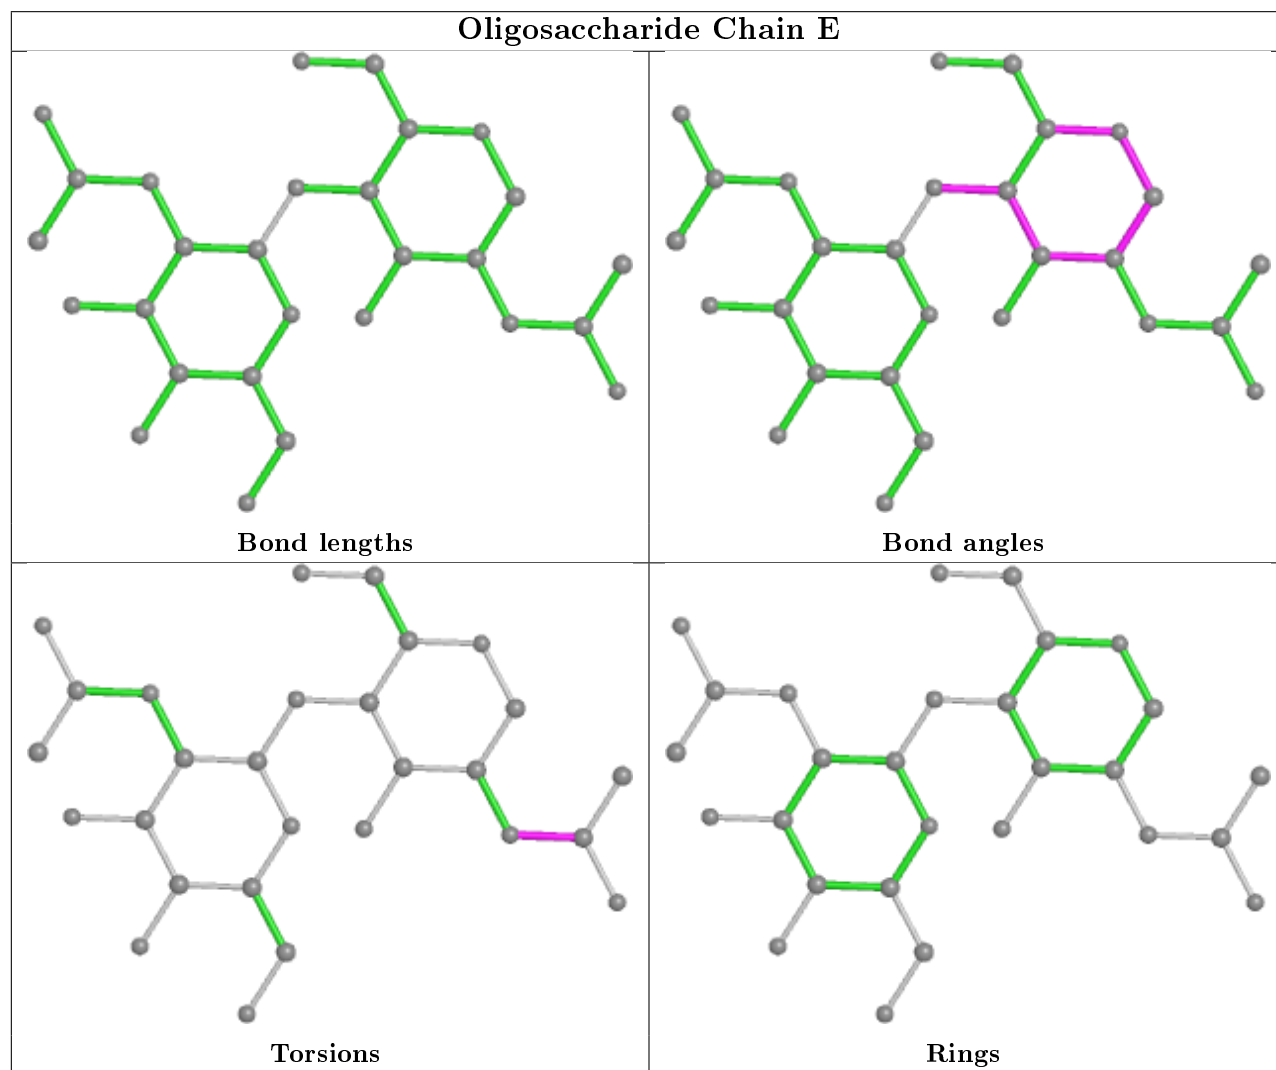 Oligosaccharide Chain E
Bond lengths
Bond angles
Torsions
Rings